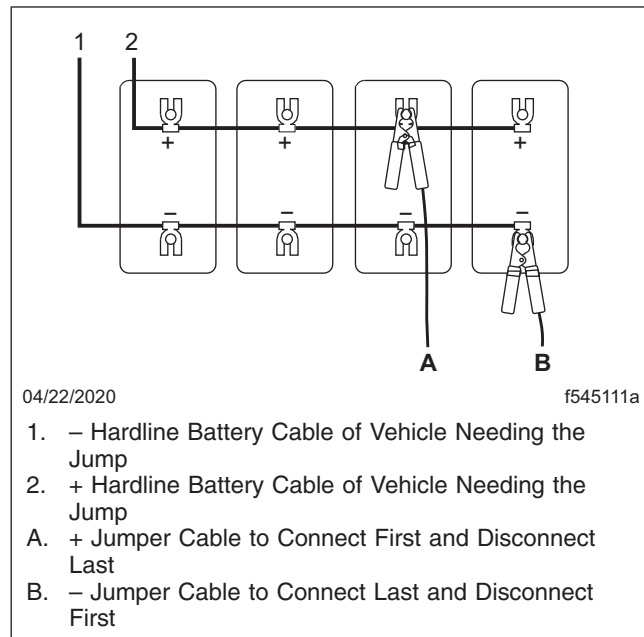 1 2
+ + +
– – – –
A B
04/22/2020 f545111a
1. – Hardline Battery Cable of Vehicle Needing the
Jump
2. + Hardline Battery Cable of Vehicle Needing the
Jump
A. + Jumper Cable to Connect First and Disconnect
Last
B. – Jumper Cable to Connect Last and Disconnect
First